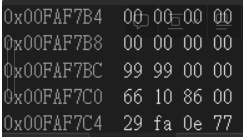 0x00FAF7B4 00 00 00 00
0x00FAF7B8 00 00 00 00
0x00FAF7BC 99 99 00 00
0x00FAF7C0 66 10 86 00
0x00FAF7C4 29 fa 0e 77